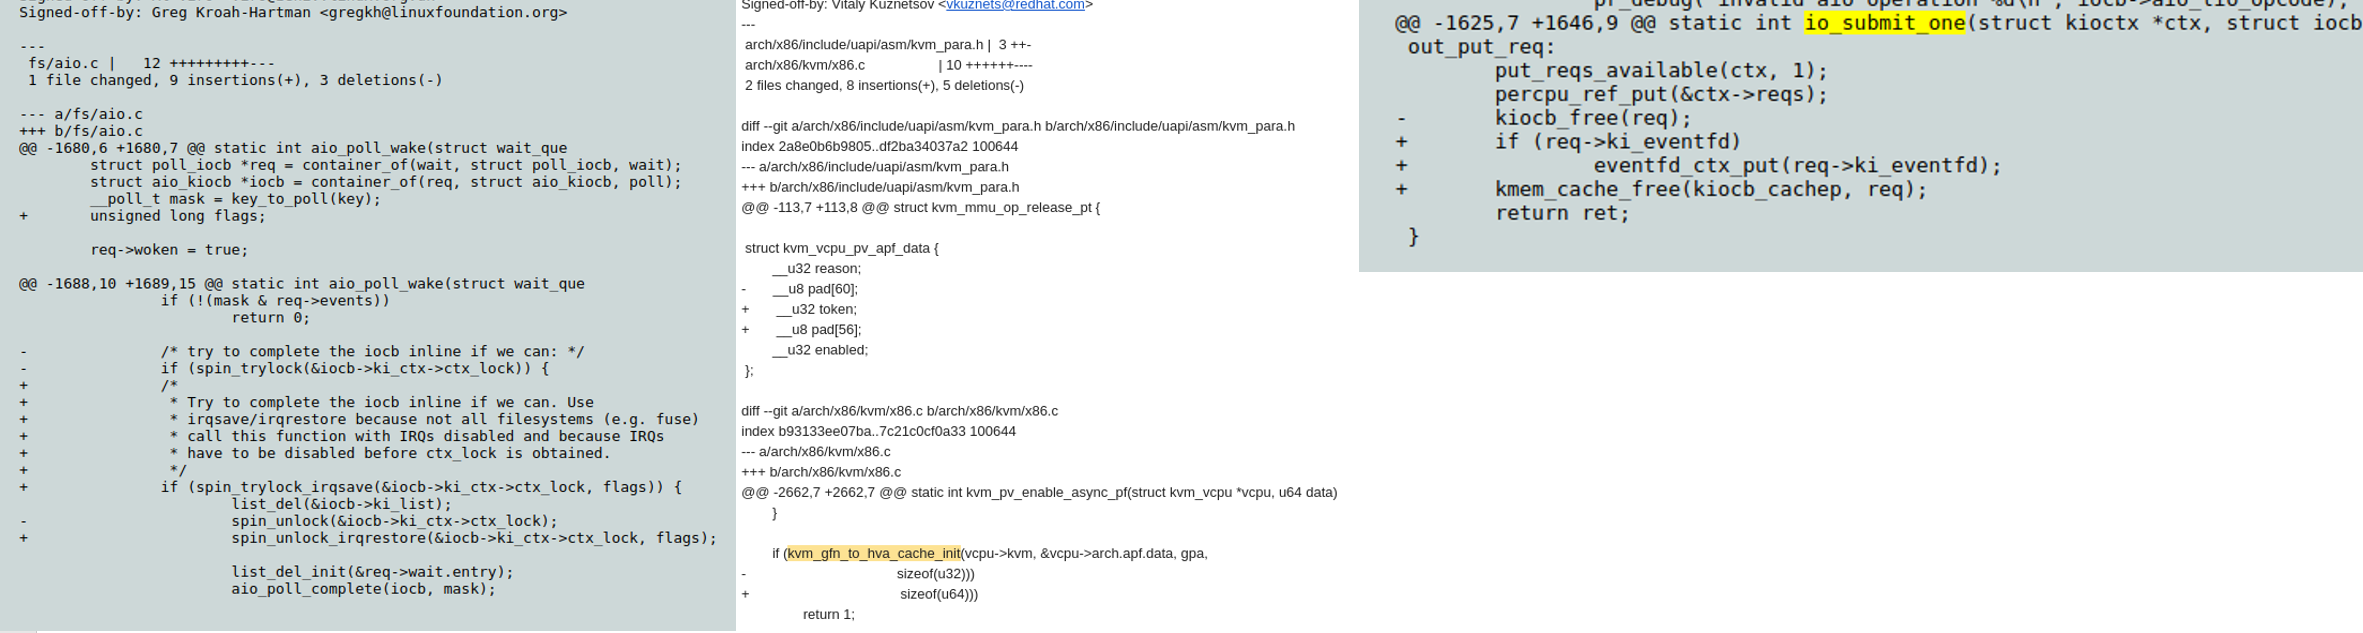 Signed-off-by: Greg Kroah-Hartman <gregkh@linuxfoundation.org>
---
 fs/aio.c |   12 +++++++++---
 1 file changed, 9 insertions(+), 3 deletions(-)
--- a/fs/aio.c
+++ b/fs/aio.c
@@ -1680,6 +1680,7 @@ static int aio_poll_wake(struct wait_que
        struct poll_iocb *req = container_of(wait, struct poll_iocb, wait);
        struct aio_kiocb *iocb = container_of(req, struct aio_kiocb, poll);
        __poll_t mask = key_to_poll(key);
+       unsigned long flags;
        req->woken = true;
@@ -1688,10 +1689,15 @@ static int aio_poll_wake(struct wait_que
                if (!(mask & req->events))
                        return 0;
-               /* try to complete the iocb inline if we can: */
-               if (spin_trylock(&iocb->ki_ctx->ctx_lock)) {
+               /*
+                * Try to complete the iocb inline if we can. Use
+                * irqsave/irqrestore because not all filesystems (e.g. fuse)
+                * call this function with IRQs disabled and because IRQs
+                * have to be disabled before ctx_lock is obtained.
+                */
+               if (spin_trylock_irqsave(&iocb->ki_ctx->ctx_lock, flags)) {
                        list_del(&iocb->ki_list);
-                       spin_unlock(&iocb->ki_ctx->ctx_lock);
+                       spin_unlock_irqrestore(&iocb->ki_ctx->ctx_lock, flags);
                        list_del_init(&req->wait.entry);
                        aio_poll_complete(iocb, mask);
Signed-off-by: Vitaly Kuznetsov <vkuznets@redhat.com>
---
 arch/x86/include/uapi/asm/kvm_para.h |  3 ++-
 arch/x86/kvm/x86.c                   | 10 ++++++----
 2 files changed, 8 insertions(+), 5 deletions(-)
diff --git a/arch/x86/include/uapi/asm/kvm_para.h b/arch/x86/include/uapi/asm/kvm_para.h
index 2a8e0b6b9805..df2ba34037a2 100644
--- a/arch/x86/include/uapi/asm/kvm_para.h
+++ b/arch/x86/include/uapi/asm/kvm_para.h
@@ -113,7 +113,8 @@ struct kvm_mmu_op_release_pt {
 struct kvm_vcpu_pv_apf_data {
        __u32 reason;
-       __u8 pad[60];
+       __u32 token;
+       __u8 pad[56];
        __u32 enabled;
 };
diff --git a/arch/x86/kvm/x86.c b/arch/x86/kvm/x86.c
index b93133ee07ba..7c21c0cf0a33 100644
--- a/arch/x86/kvm/x86.c
+++ b/arch/x86/kvm/x86.c
@@ -2662,7 +2662,7 @@ static int kvm_pv_enable_async_pf(struct kvm_vcpu *vcpu, u64 data)
        }
        if (kvm_gfn_to_hva_cache_init(vcpu->kvm, &vcpu->arch.apf.data, gpa,
-                                       sizeof(u32)))
+                                       sizeof(u64)))
                return 1;
@@ -1625,7 +1646,9 @@ static int io_submit_one(struct kioctx *ctx, struct iocb
 out_put_req:
        put_reqs_available(ctx, 1);
        percpu_ref_put(&ctx->reqs);
-       kiocb_free(req);
+       if (req->ki_eventfd)
+               eventfd_ctx_put(req->ki_eventfd);
+       kmem_cache_free(kiocb_cachep, req);
        return ret;
 }